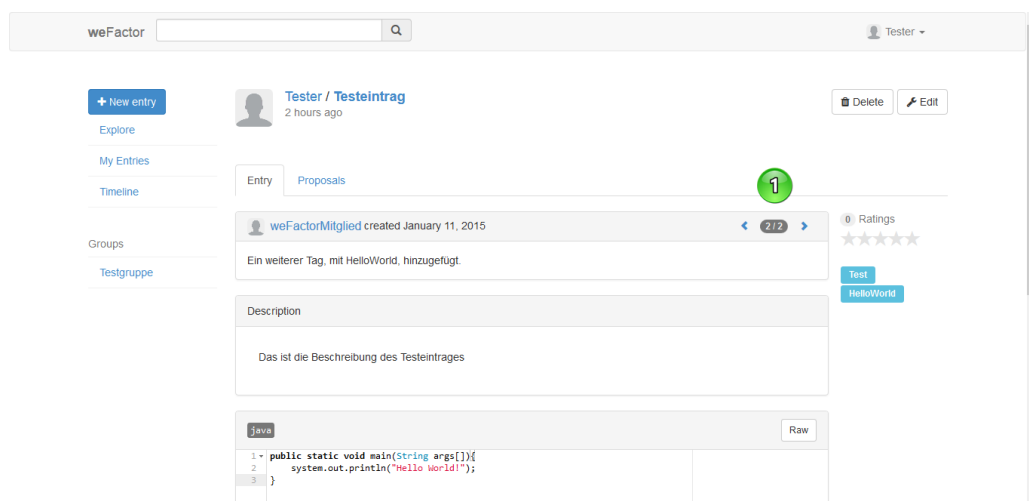 weFactor
Tester
+ New entry
Explore
My Entries
Timeline
Groups
Testgruppe
Tester / Testeintrag
2 hours ago
Delete
Edit
Entry
Proposals
1
weFactorMitglied created January 11, 2015
2/2
Ein weiterer Tag, mit HelloWorld, hinzugefügt.
0 Ratings
Test
HelloWorld
Description
Das ist die Beschreibung des Testeintrages
java
Raw
1 public static void main(String args[]){
2 system.out.println("Hello World!");
3 }